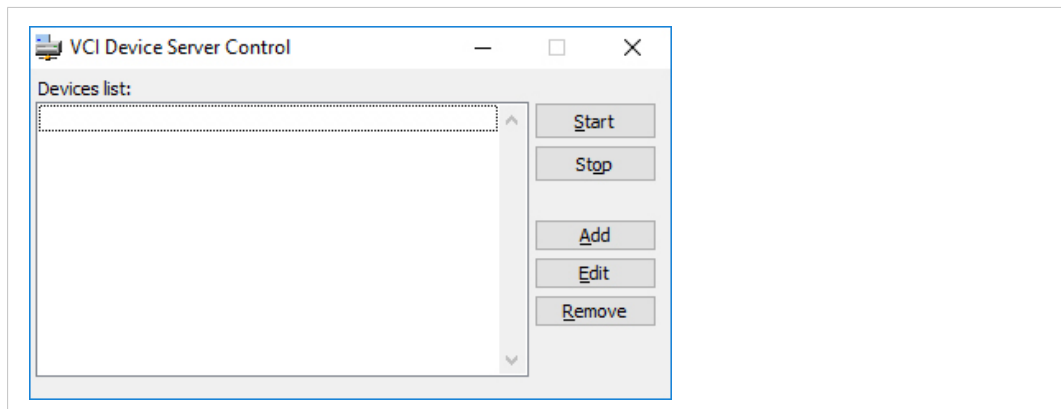 VCI Device Server Control
Devices list:
Start
Stop
Add
Edit
Remove